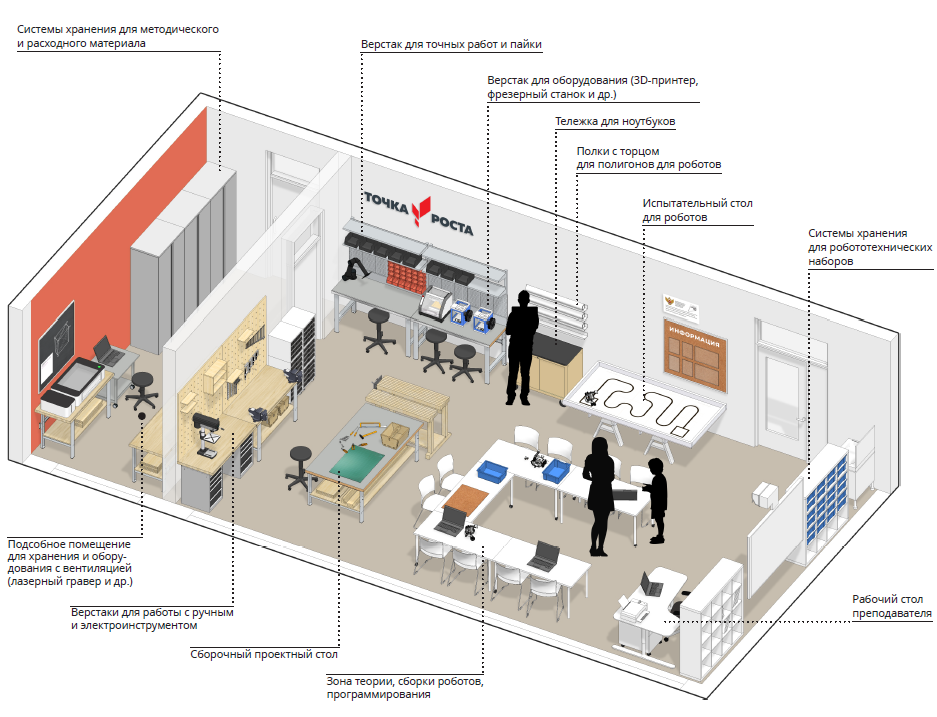 Системы хранения для методического
и расходного материала
Верстак для точных работ и пайки
Верстак для оборудования (3D-принтер,
фрезерный станок и др.)
Тележка для ноутбуков
Полки с торцом
для полигонов для роботов
Испытательный стол
для роботов
Системы хранения
для робототехнических
наборов
ТОЧКА РОСТА
ИНФОРМАЦИЯ
Подсобное помещение
для хранения и обору-
дования с вентиляцией
(лазерный гравер и др.)
Верстаки для работы с ручным
и электроинструментом
Сборочный проектный стол
Зона теории, сборки роботов,
программирования
Рабочий стол
преподавателя